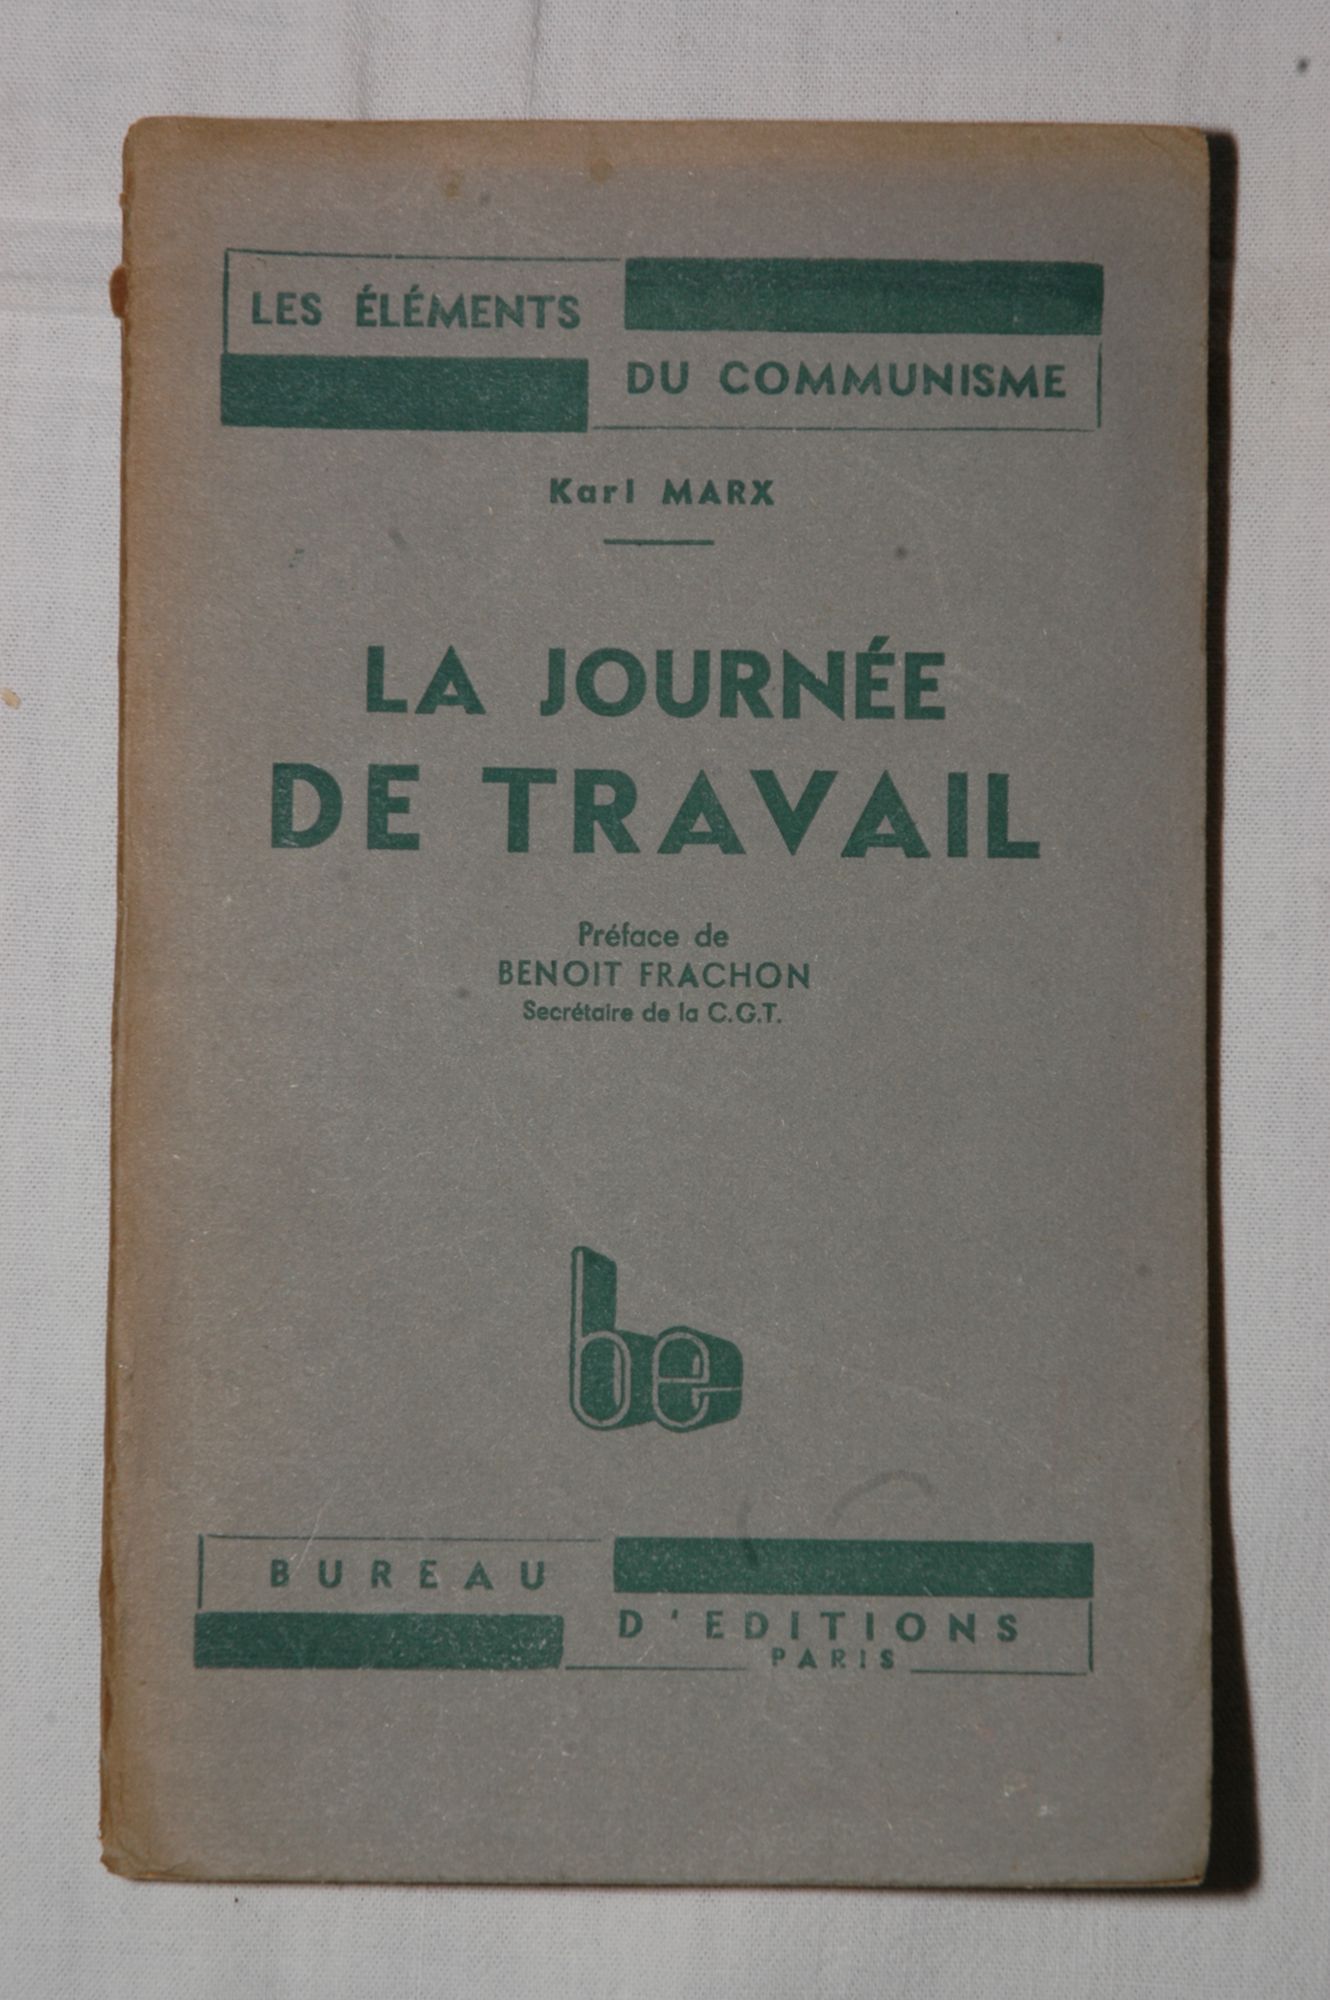 LES ÉLÉMENTS
DU COMMUNISME
Karl MARX
LA JOURNÉE
DE TRAVAIL
Préface de
BENOIT FRACHON
Secrétaire de la C.G.T.
be
BUREAU
D'EDITIONS
PARIS